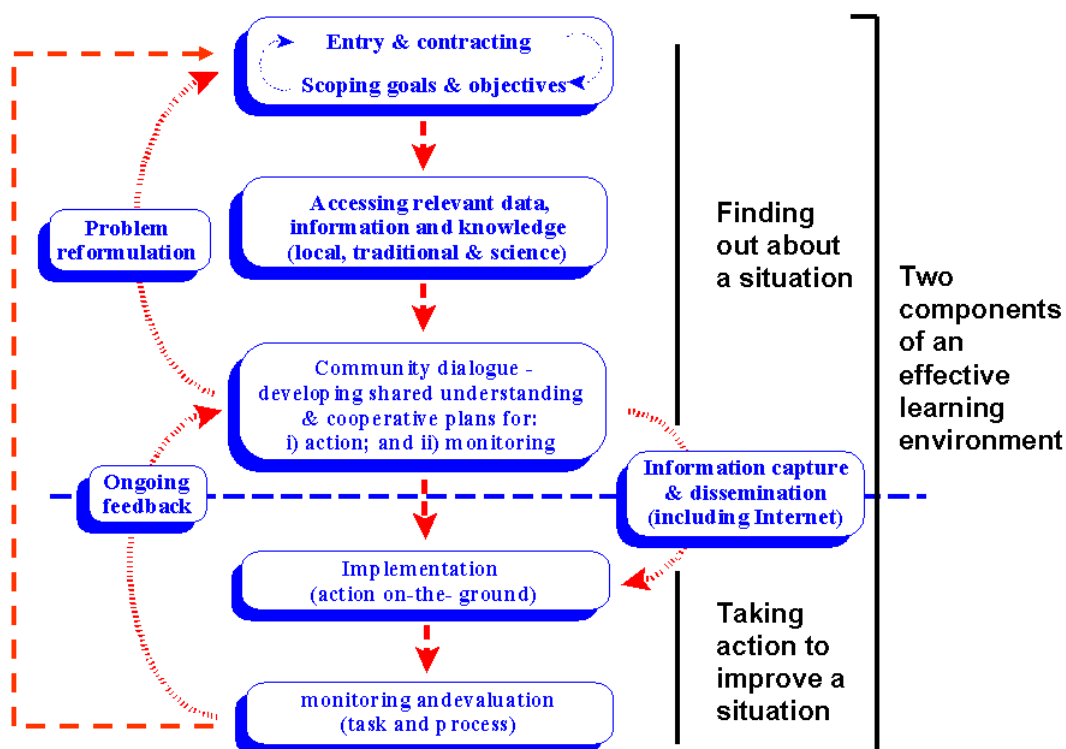 Entry & contracting
Scoping goals & objectives
Accessing relevant data,
information and knowledge
(local, traditional & science)
Problem
reformulation
Finding
out about
a situation
Two
components
of an
effective
learning
environment
Community dialogue -
developing shared understanding
& cooperative plans for:
i) action; and ii) monitoring
Ongoing
feedback
Information capture
& dissemination
(including Internet)
Implementation
(action on-the- ground)
Taking
action to
improve a
situation
monitoring andevaluation
(task and process)